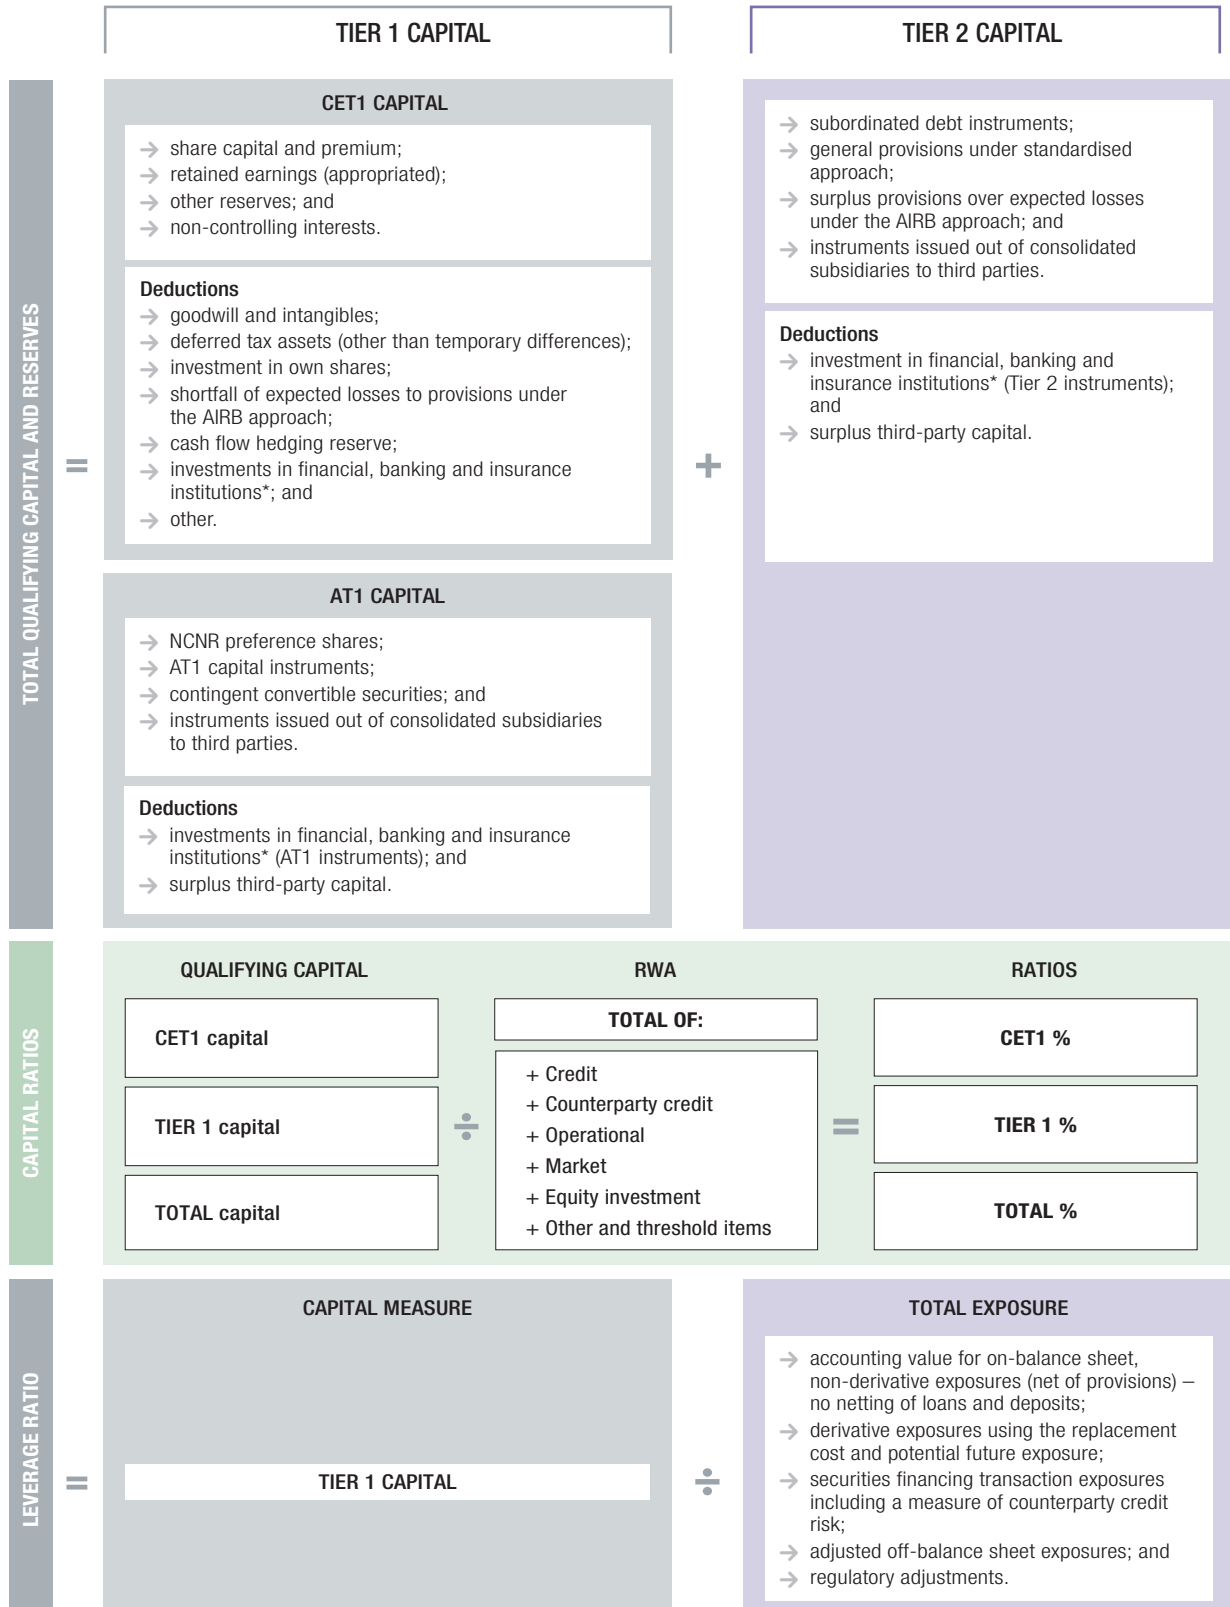 TIER 1 CAPITAL
TIER 2 CAPITAL
TOTAL QUALIFYING CAPITAL AND RESERVES
=
CET1 CAPITAL
→ share capital and premium;
→ retained earnings (appropriated);
→ other reserves; and
→ non-controlling interests.
Deductions
→ goodwill and intangibles;
→ deferred tax assets (other than temporary differences);
→ investment in own shares;
→ shortfall of expected losses to provisions under
the AIRB approach;
→ cash flow hedging reserve;
→ investments in financial, banking and insurance
institutions*; and
→ other.
AT1 CAPITAL
→ NCNR preference shares;
→ AT1 capital instruments;
→ contingent convertible securities; and
→ instruments issued out of consolidated subsidiaries
to third parties.
Deductions
→ investments in financial, banking and insurance
institutions* (AT1 instruments); and
→ surplus third-party capital.
+
→ subordinated debt instruments;
→ general provisions under standardised
approach;
→ surplus provisions over expected losses
under the AIRB approach; and
→ instruments issued out of consolidated
subsidiaries to third parties.
Deductions
→ investment in financial, banking and
insurance institutions* (Tier 2 instruments);
and
→ surplus third-party capital.
CAPITAL RATIOS
QUALIFYING CAPITAL
CET1 capital
TIER 1 capital
TOTAL capital
÷
RWA
TOTAL OF:
+ Credit
+ Counterparty credit
+ Operational
+ Market
+ Equity investment
+ Other and threshold items
=
RATIOS
CET1 %
TIER 1 %
TOTAL %
LEVERAGE RATIO
=
CAPITAL MEASURE
TIER 1 CAPITAL
÷
TOTAL EXPOSURE
→ accounting value for on-balance sheet,
non-derivative exposures (net of provisions) –
no netting of loans and deposits;
→ derivative exposures using the replacement
cost and potential future exposure;
→ securities financing transaction exposures
including a measure of counterparty credit
risk;
→ adjusted off-balance sheet exposures; and
→ regulatory adjustments.